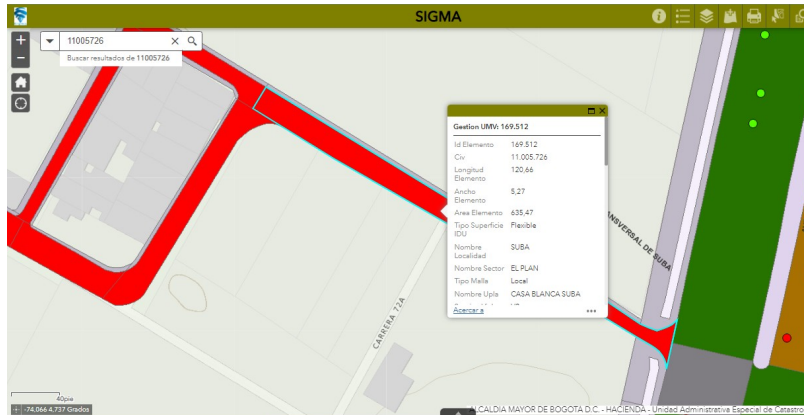 SIGMA
11005726
Buscar resultados de 11005726
Gestion UMV: 169.512
Id Elemento 169.512
Civ 11.005.726
Longitud Elemento 120,66
Ancho Elemento 5,27
Area Elemento 635,47
Tipo Superficie IDU Flexible
Nombre Localidad SUBA
Nombre Sector EL PLAN
Tipo Malla Local
Nombre Upla CASA BLANCA SUBA
Acercar a
CARRERA 72A
TRANSVERSAL DE SUBA
40pie
-74,066 4,737 Grados
ALCALDIA MAYOR DE BOGOTA D.C. - HACIENDA - Unidad Administrativa Especial de Catastro